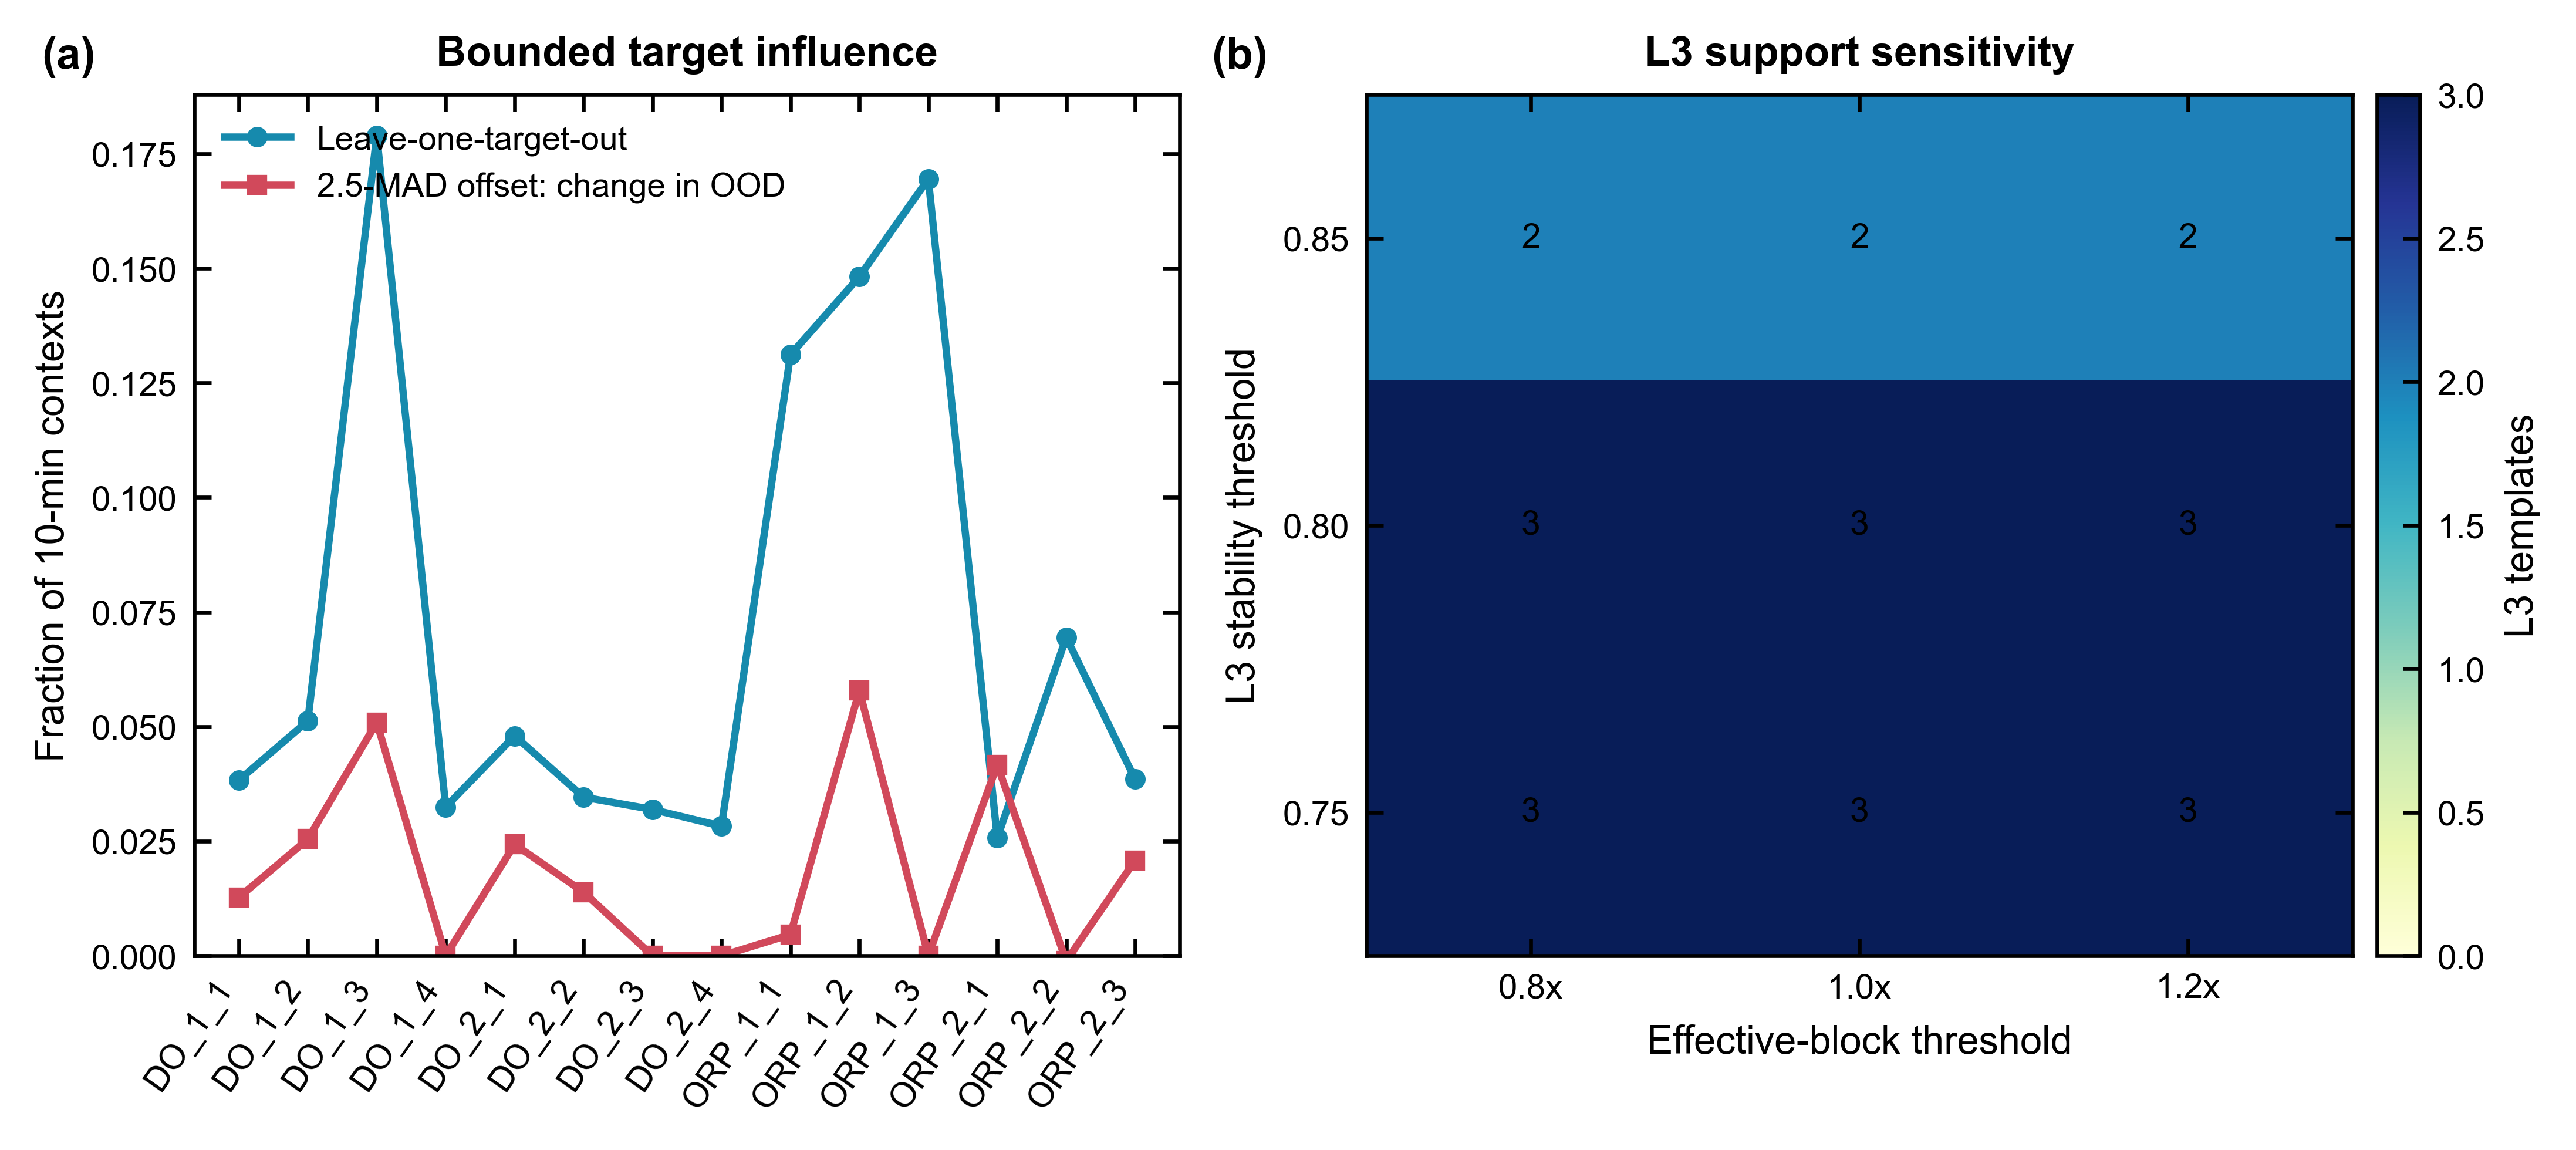 (a)
Bounded target influence
Leave-one-target-out
2.5-MAD offset: change in OOD
Fraction of 10-min contexts
0.175
0.150
0.125
0.100
0.075
0.050
0.025
0.000
DO_1_1
DO_1_2
DO_1_3
DO_1_4
DO_2_1
DO_2_2
DO_2_3
DO_2_4
ORP_1_1
ORP_1_2
ORP_1_3
ORP_2_1
ORP_2_2
ORP_2_3
(b)
L3 support sensitivity
L3 stability threshold
0.85
2 2 2
0.80
3 3 3
0.75
3 3 3
0.8x 1.0x 1.2x
Effective-block threshold
3.0
2.5
2.0
1.5
1.0
0.5
0.0
L3 templates